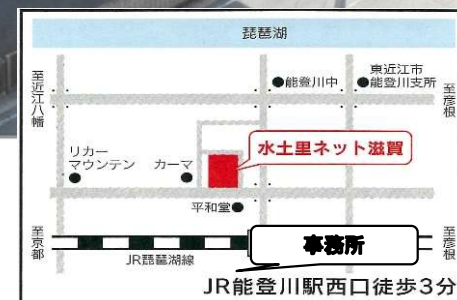 琵琶湖
至近江八幡
●能登川中
東近江市
●能登川支所
至彦根
水土里ネット滋賀
リカー
マウンテン
カーマ
平和堂●
至京都
JR琵琶湖線
事務所
至彦根
JR能登川駅西口徒歩3分